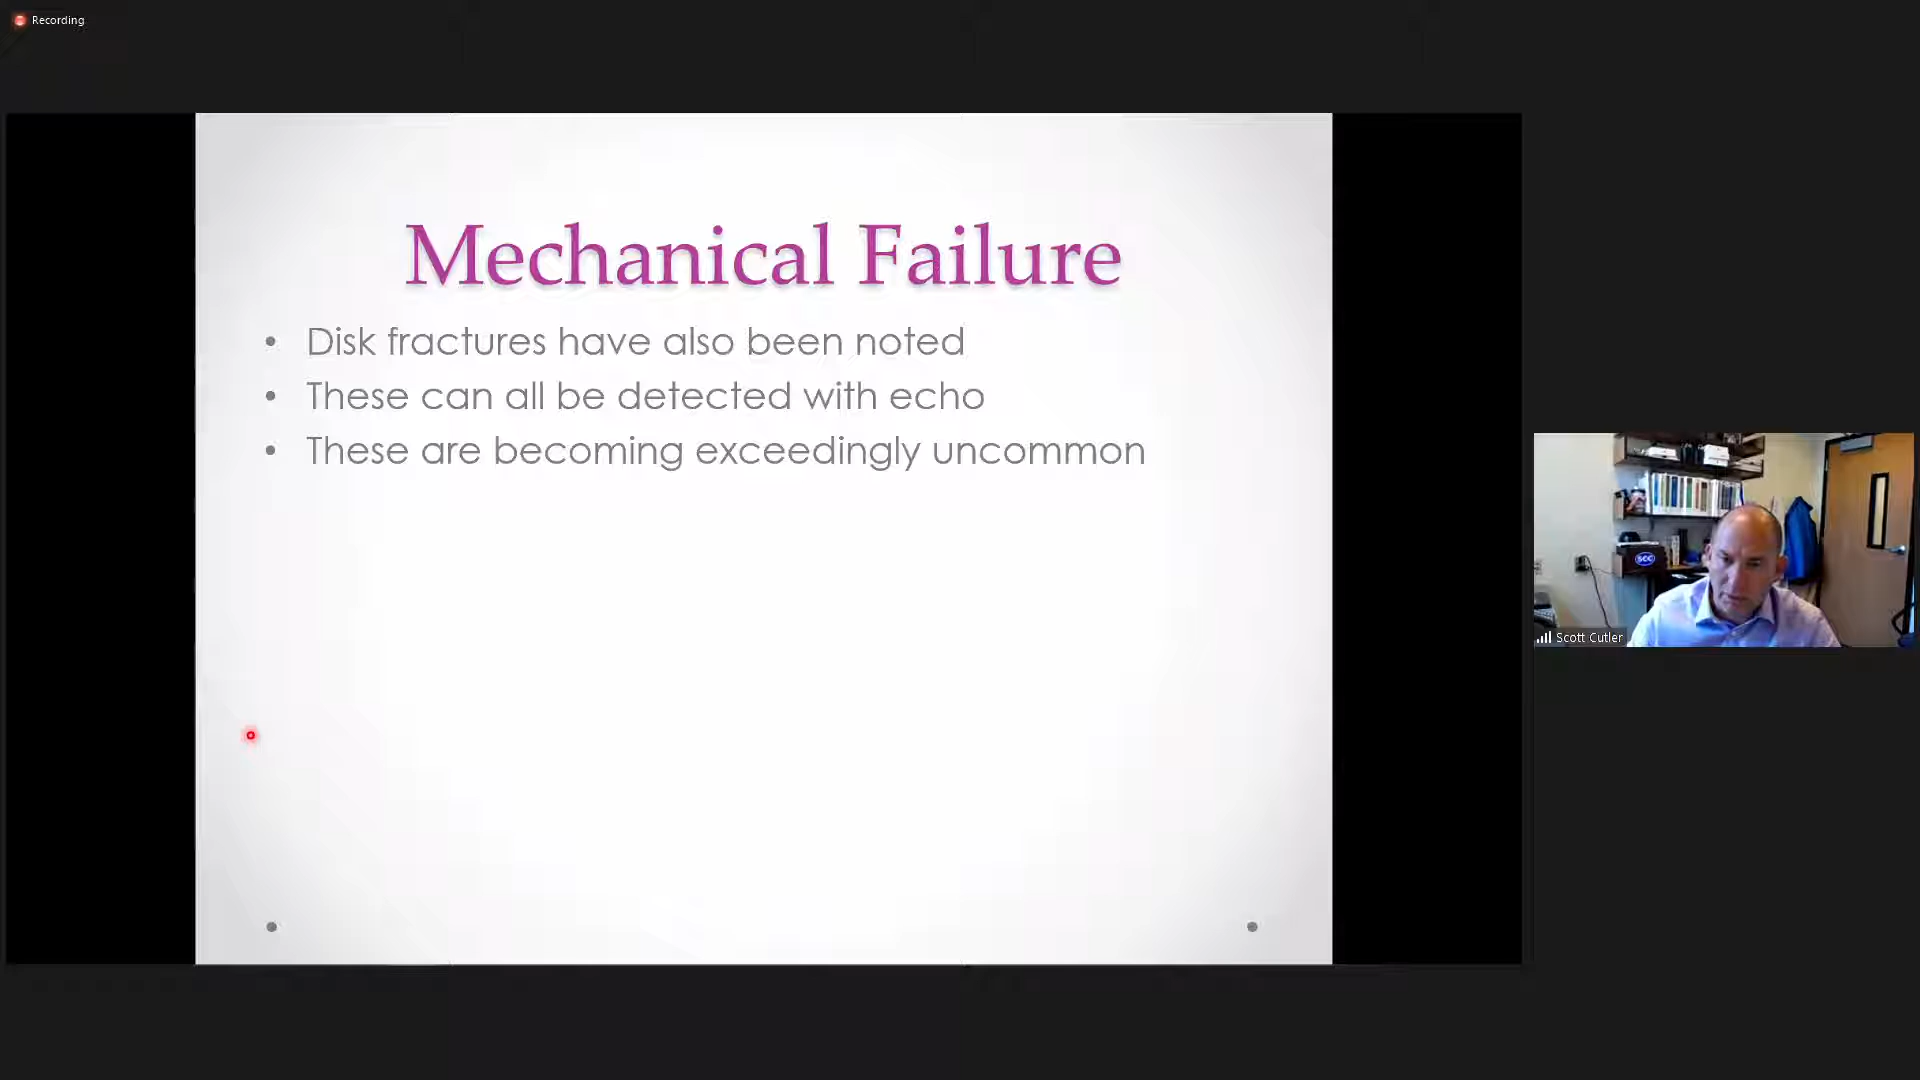 Recording
Mechanical Failure
• Disk fractures have also been noted
• These can all be detected with echo
• These are becoming exceedingly uncommon
SCC
Scott Cutler